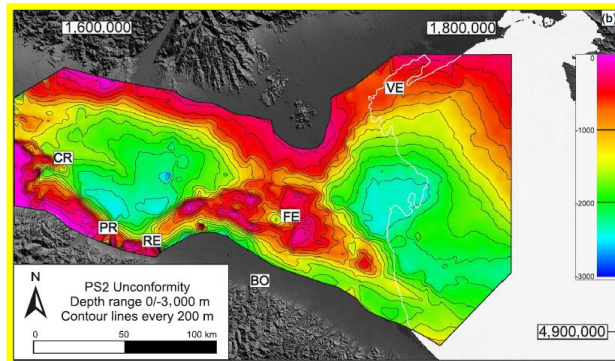 1,600,000
1,800,000
(b)
0
-1000
-2000
-3000
VE
CR
PR
RE
FE
BO
N
PS2 Unconformity
Depth range 0/-3,000 m
Contour lines every 200 m
0 50 100 km
4,900,000